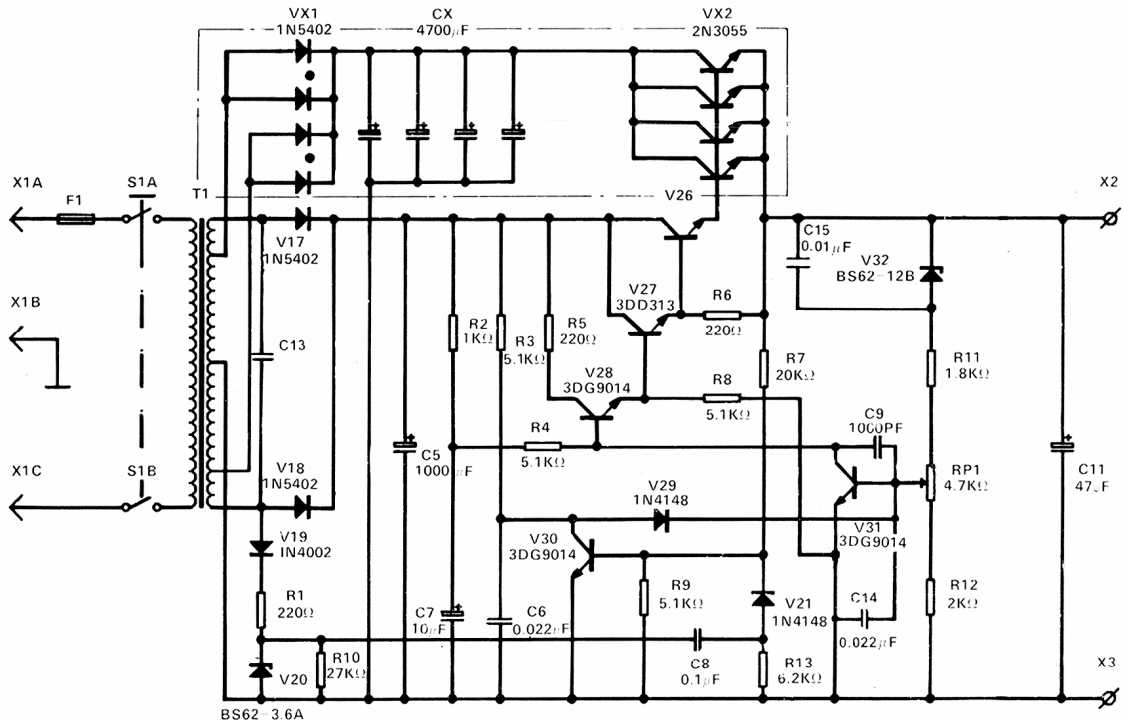 VX1
1N5402
CX
4700μF
VX2
2N3055
X1A
F1
S1A
T1
V26
X2
V17
1N5402
C15
0.01μF
V32
BS62-12B
V27
3DD313
R6
220Ω
X1B
R2
1KΩ
R3
5.1KΩ
R5
220Ω
C13
R7
20KΩ
R11
1.8KΩ
V28
3DG9014
R8
5.1KΩ
C9
1000PF
R4
5.1KΩ
C5
1000μF
X1C
S1B
V18
1N5402
V29
1N4148
RP1
4.7KΩ
C11
V19
IN4002
V30
3DG9014
V31
3DG9014
R1
220Ω
C7
10μF
C6
0.022μF
R9
5.1KΩ
V21
1N4148
C14
0.022μF
R12
2KΩ
R10
27KΩ
V20
C8
0.1μF
R13
6.2KΩ
X3
BS62-3.6A